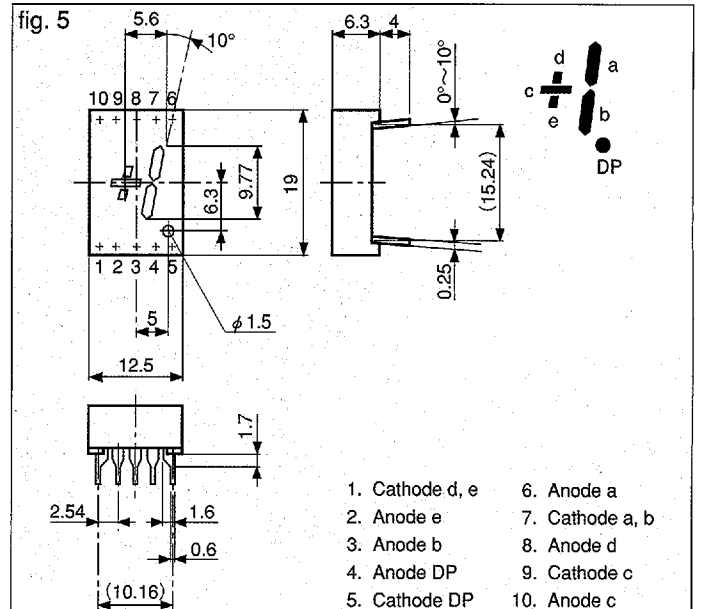 fig. 5
5.6
10°
6.3
4
10 9 8 7 6
0°~10°
d
a
c
e
b
DP
6.3
9.77
19
(15.24)
1 2 3 4 5
0.25
5
φ1.5
12.5
1.7
2.54
1.6
0.6
(10.16)
1. Cathode d, e
2. Anode e
3. Anode b
4. Anode DP
5. Cathode DP
6. Anode a
7. Cathode a, b
8. Anode d
9. Cathode c
10. Anode c